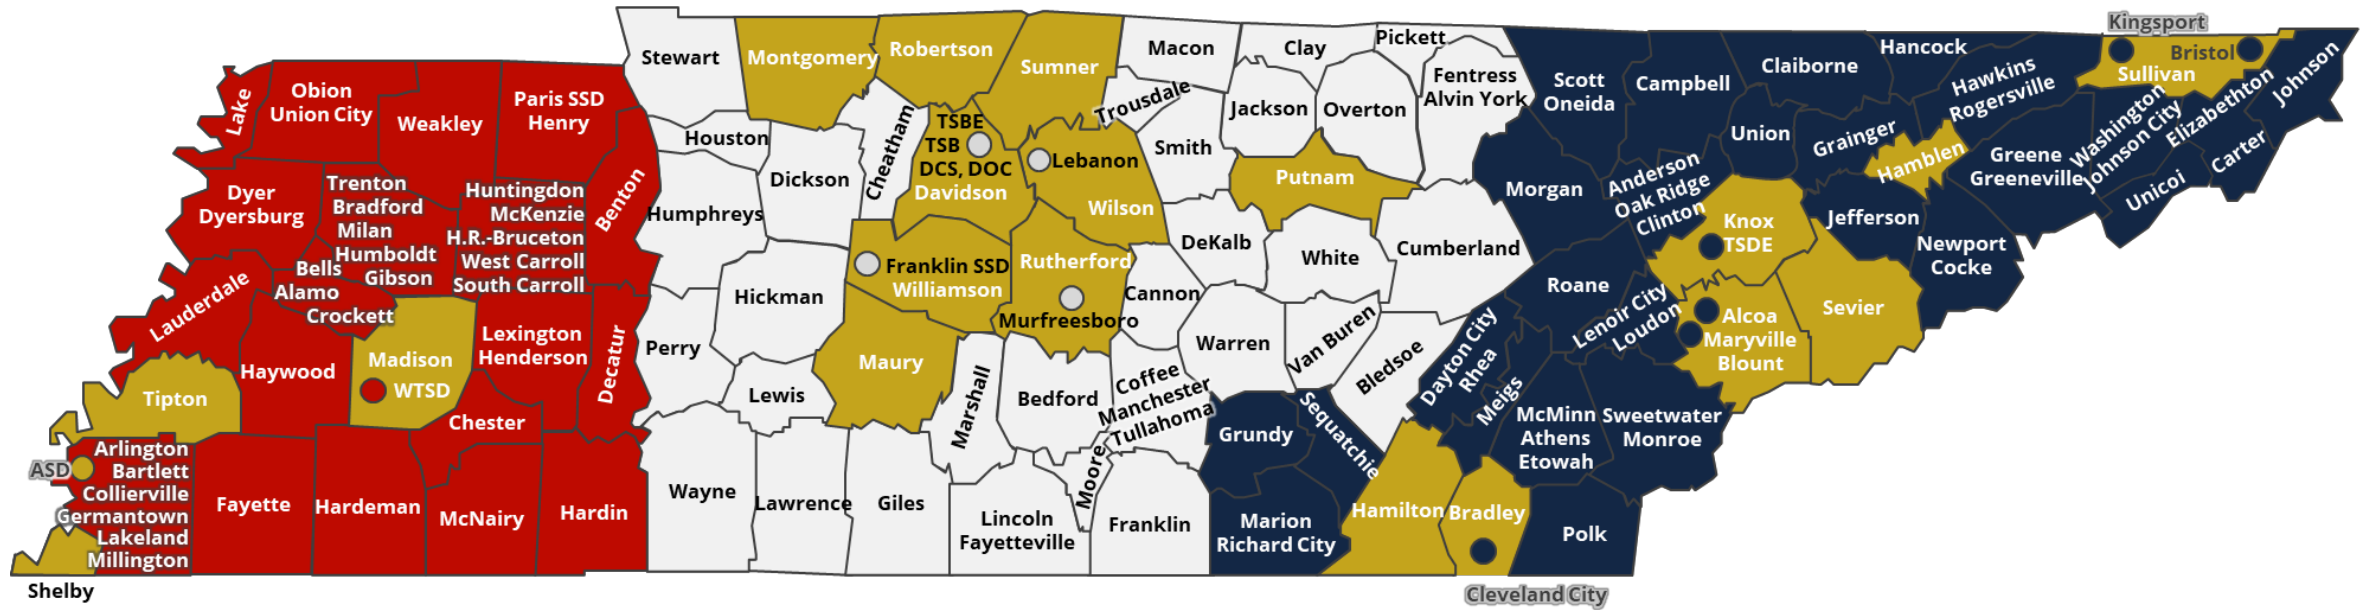 Lake
Obion
Union City
Weakley
Paris SSD
Henry
Benton
Dyer
Dyersburg
Trenton
Bradford
Milan
Humboldt
Gibson
Huntingdon
McKenzie
H.R.-Bruceton
West Carroll
South Carroll
Lauderdale
Bells
Alamo
Crockett
Haywood
Madison
WTSD
Lexington
Henderson
Decatur
Tipton
Chester
ASD
Arlington
Bartlett
Collierville
Germantown
Lakeland
Millington
Shelby
Fayette
Hardeman
McNairy
Hardin
Stewart
Montgomery
Robertson
Sumner
Macon
Clay
Pickett
Fentress
Alvin York
Houston
Dickson
Cheatham
TSBE
TSB
DCS, DOC
Davidson
Lebanon
Wilson
Trousdale
Smith
Jackson
Overton
Putnam
Humphreys
Hickman
Franklin SSD
Williamson
Rutherford
Murfreesboro
Cannon
DeKalb
White
Cumberland
Perry
Lewis
Maury
Marshall
Bedford
Coffee
Manchester
Tullahoma
Warren
Van Buren
Bledsoe
Wayne
Lawrence
Giles
Lincoln
Fayetteville
Moore
Franklin
Grundy
Sequatchie
Marion
Richard City
Hamilton
Bradley
Cleveland City
Polk
Scott
Oneida
Campbell
Claiborne
Hancock
Hawkins
Rogersville
Kingsport
Bristol
Sullivan
Johnson
Morgan
Anderson
Oak Ridge
Clinton
Union
Grainger
Hamblen
Greene
Greeneville
Washington
Johnson City
Elizabethton
Carter
Unicoi
Knox
TSDE
Jefferson
Newport
Cocke
Roane
Lenoir City
Loudon
Alcoa
Maryville
Blount
Sevier
Dayton City
Rhea
Meigs
McMinn
Athens
Etowah
Sweetwater
Monroe